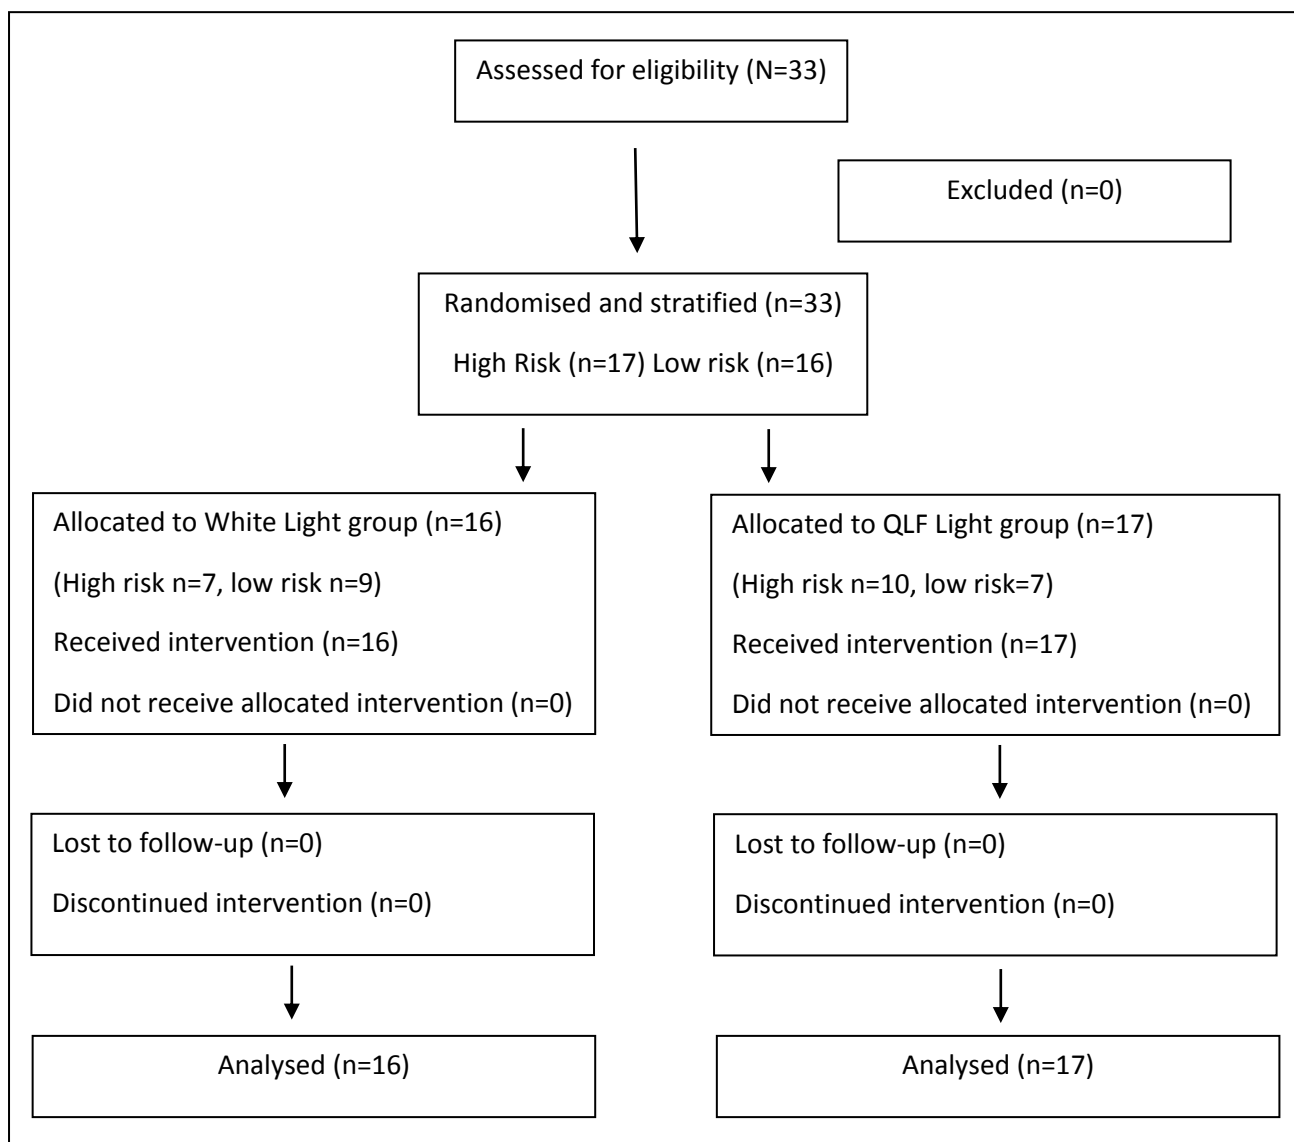 Assessed for eligibility (N=33)
Excluded (n=0)
Randomised and stratified (n=33)
High Risk (n=17) Low risk (n=16)
Allocated to White Light group (n=16)
(High risk n=7, low risk n=9)
Received intervention (n=16)
Did not receive allocated intervention (n=0)
Allocated to QLF Light group (n=17)
(High risk n=10, low risk=7)
Received intervention (n=17)
Did not receive allocated intervention (n=0)
Lost to follow-up (n=0)
Discontinued intervention (n=0)
Lost to follow-up (n=0)
Discontinued intervention (n=0)
Analysed (n=16)
Analysed (n=17)